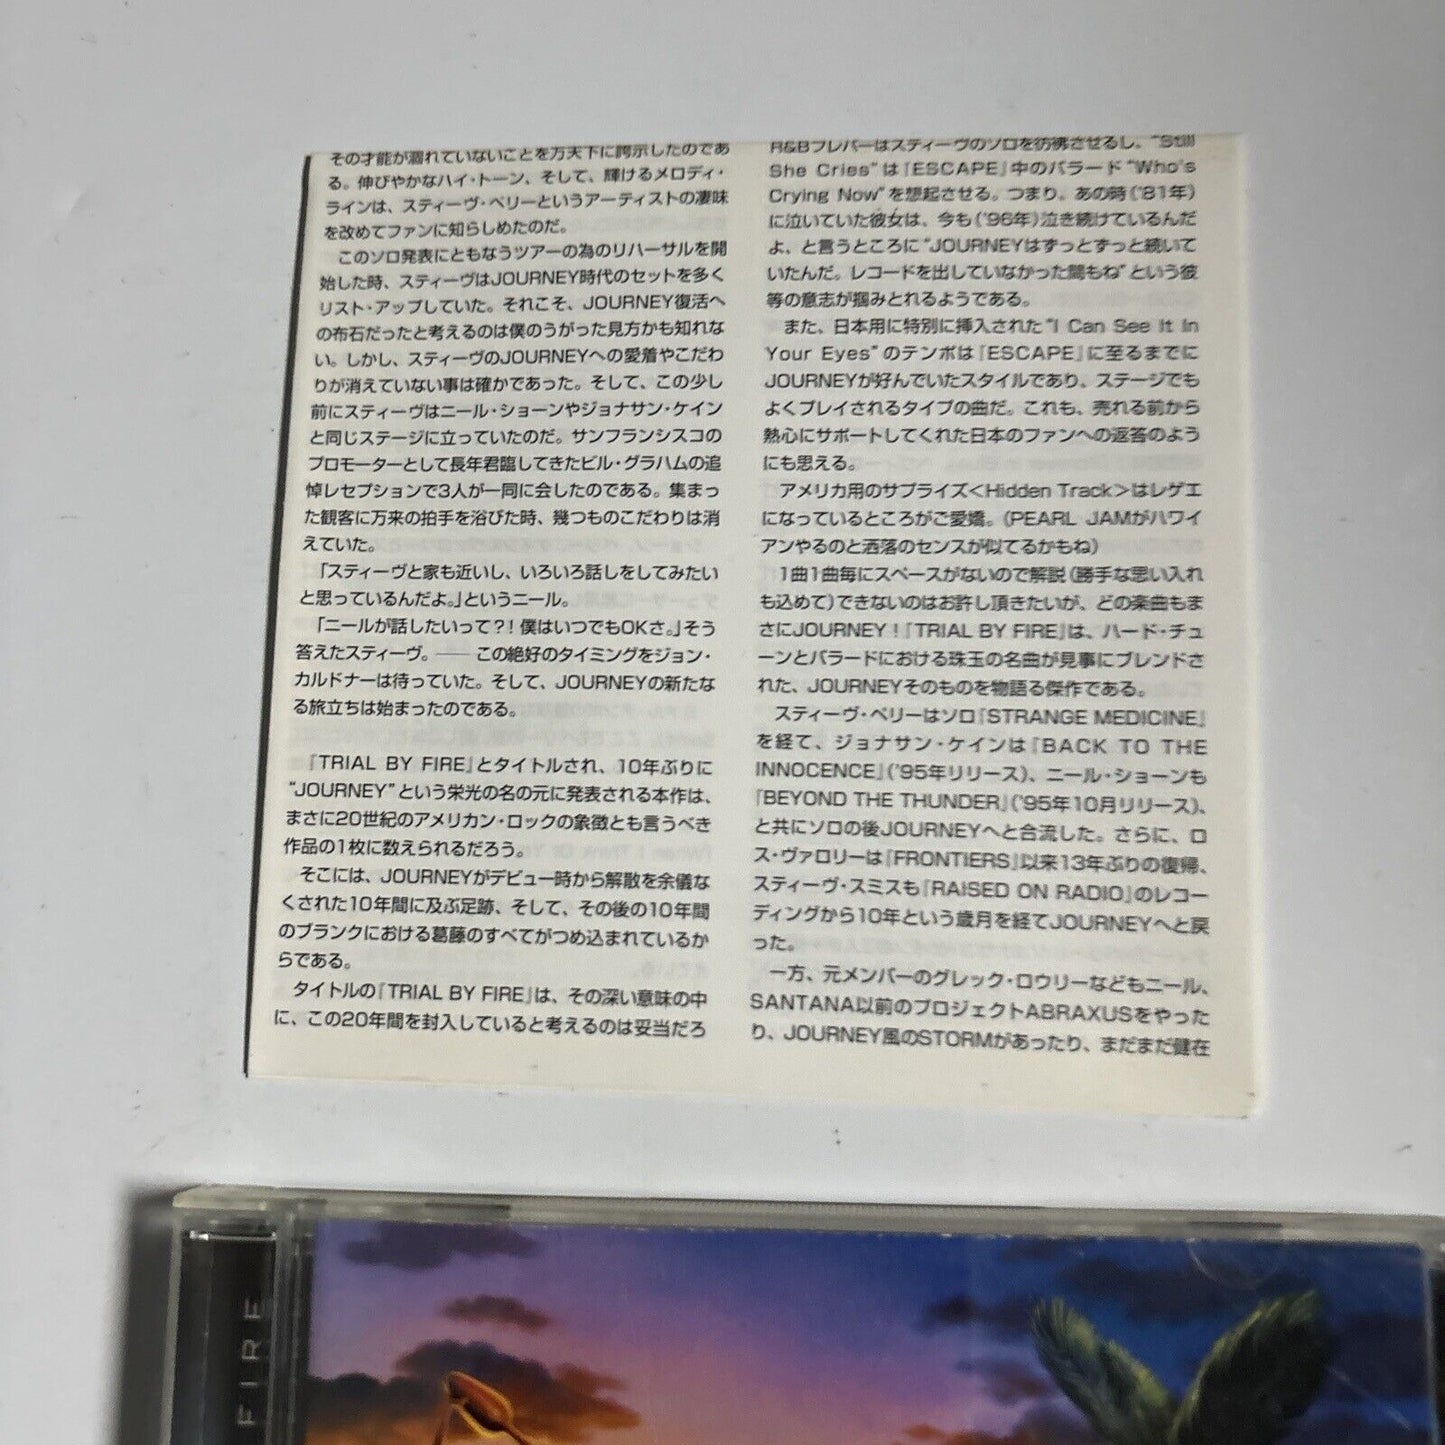 その才能が涸れていないことを万天下に誇示したのであ
る。伸びやかなハイ・トーン、そして、輝けるメロディ・
ラインは、スティーヴ・ペリーというアーティストの凄味
を改めてファンに知らしめたのだ。
このソロ発表にともなうツアーの為のリハーサルを開
始した時、スティーヴはJOURNEY時代のセットを多く
リスト・アップしていた。それこそ、JOURNEY復活へ
の布石だったと考えるのは僕のうがった見方かも知れな
い。しかし、スティーヴのJOURNEYへの愛着やこだわ
りが消えていない事は確かであった。そして、この少し
前にスティーヴはニール・ショーンやジョナサン・ケイン
と同じステージに立っていたのだ。サンフランシスコの
プロモーターとして長年君臨してきたビル・グラハムの追
悼レセプションで3人が一同に会したのである。集まっ
た観客に万来の拍手を浴びた時、幾つものこだわりは消
えていた。
「スティーヴと家も近いし、いろいろ話しをしてみたい
と思っているんだよ。」というニール。
「ニールが話したいって?!僕はいつでもOKさ。」そう
答えたスティーヴ。── この絶好のタイミングをジョン・
カルドナーは待っていた。そして、JOURNEYの新たな
る旅立ちは始まったのである。
『TRIAL BY FIRE』とタイトルされ、10年ぶりに
“JOURNEY”という栄光の名の元に発表される本作は、
まさに20世紀のアメリカン・ロックの象徴とも言うべき
作品の1枚に数えられるだろう。
そこには、JOURNEYがデビュー時から解散を余儀な
くされた10年間に及ぶ足跡、そして、その後の10年間
のブランクにおける葛藤のすべてがつめ込まれているか
らである。
タイトルの『TRIAL BY FIRE』は、その深い意味の中
に、この20年間を封入していると考えるのは妥当だろ
R&Bフレバーはスティーヴのソロを彷彿させるし、“Still
She Cries”は『ESCAPE』中のバラード“Who's
Crying Now”を想起させる。つまり、あの時('81年)
に泣いていた彼女は、今も('96年)泣き続けているんだ
よ、と言うところに“JOURNEYはずっとずっと続いて
いたんだ。レコードを出していなかった間もね”という彼
等の意志が掴みとれるようである。
また、日本用に特別に挿入された“I Can See It In
Your Eyes”のテンポは『ESCAPE』に至るまでに
JOURNEYが好んでいたスタイルであり、ステージでも
よくプレイされるタイプの曲だ。これも、売れる前から
熱心にサポートしてくれた日本のファンへの返答のよう
にも思える。
アメリカ用のサプライズ<Hidden Track>はレゲエ
になっているところがご愛嬌。(PEARL JAMがハワイ
アンやるのと洒落のセンスが似てるかもね)
1曲1曲毎にスペースがないので解説(勝手な思い入れ
も込めて)できないのはお許し頂きたいが、どの楽曲もま
さにJOURNEY!『TRIAL BY FIRE』は、ハード・チュ
ーンとバラードにおける珠玉の名曲が見事にブレンドさ
れた、JOURNEYそのものを物語る傑作である。
スティーヴ・ペリーはソロ『STRANGE MEDICINE』
を経て、ジョナサン・ケインは『BACK TO THE
INNOCENCE』('95年リリース)、ニール・ショーンも
『BEYOND THE THUNDER』('95年10月リリース)、
と共にソロの後JOURNEYへと合流した。さらに、ロ
ス・ヴァロリーは『FRONTIERS』以来13年ぶりの復帰、
スティーヴ・スミスも『RAISED ON RADIO』のレコー
ディングから10年という歳月を経てJOURNEYへと戻
った。
一方、元メンバーのグレック・ロウリーなどもニール、
SANTANA以前のプロジェクトABRAXUSをやった
り、JOURNEY風のSTORMがあったり、まだまだ健在
FIRE